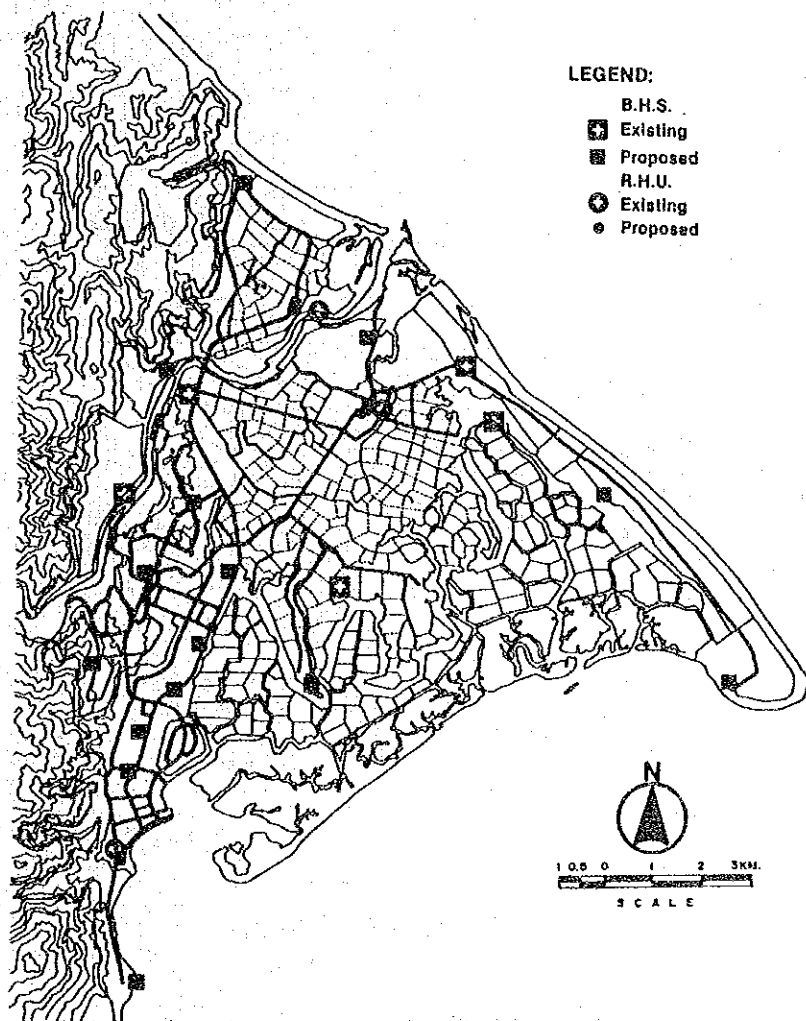 LEGEND:
B.H.S.
Existing
Proposed
R.H.U.
Existing
Proposed
N
1 0.5 0 1 2 3KM.
SCALE